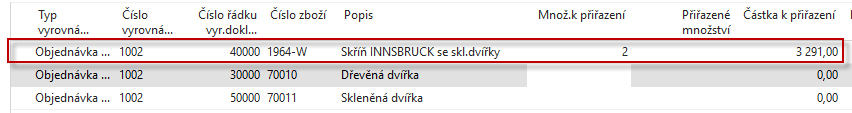 Typ vyrovná... Číslo vyrovná... Číslo řádku vyr.dokl... Číslo zboží Popis Množ.k přiřazení Přiřazené množství Částka k přiřazení
Objednávka ... 1002 40000 1964-W Skříň INNSBRUCK se skl.dvířky 2 3 291,00
Objednávka ... 1002 30000 70010 Dřevěná dvířka 0,00
Objednávka ... 1002 50000 70011 Skleněná dvířka 0,00